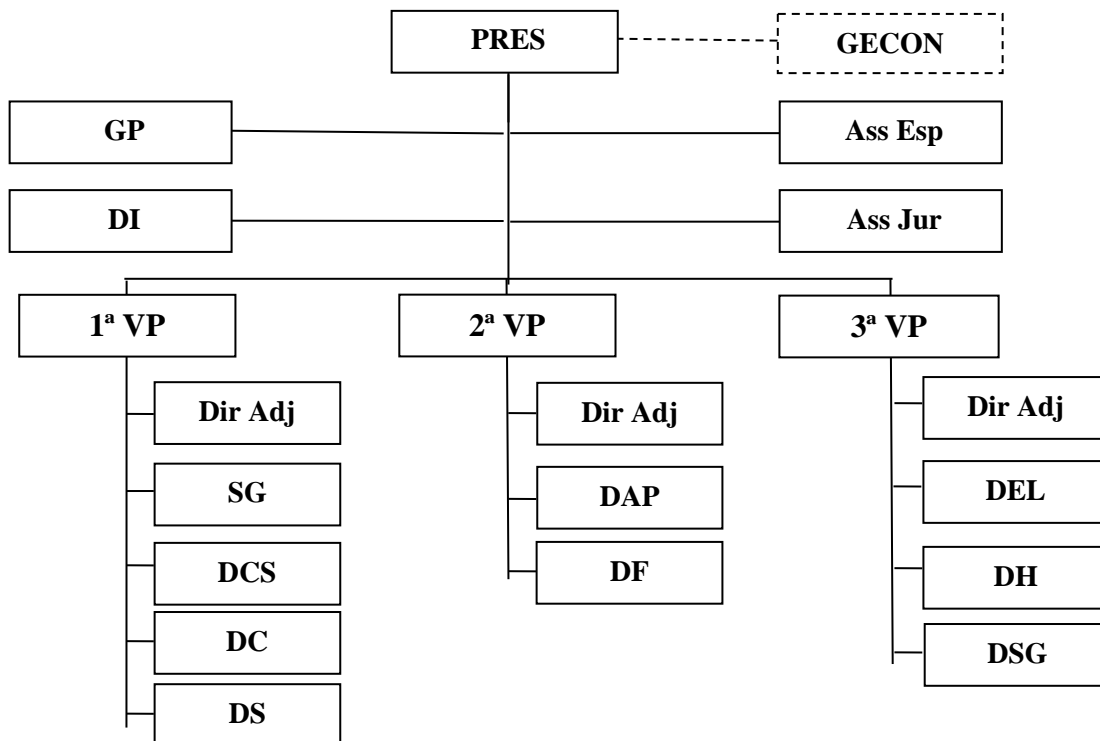 PRES
GECON
GP
Ass Esp
DI
Ass Jur
1ª VP
2ª VP
3ª VP
Dir Adj
SG
DCS
DC
DS
Dir Adj
DAP
DF
Dir Adj
DEL
DH
DSG